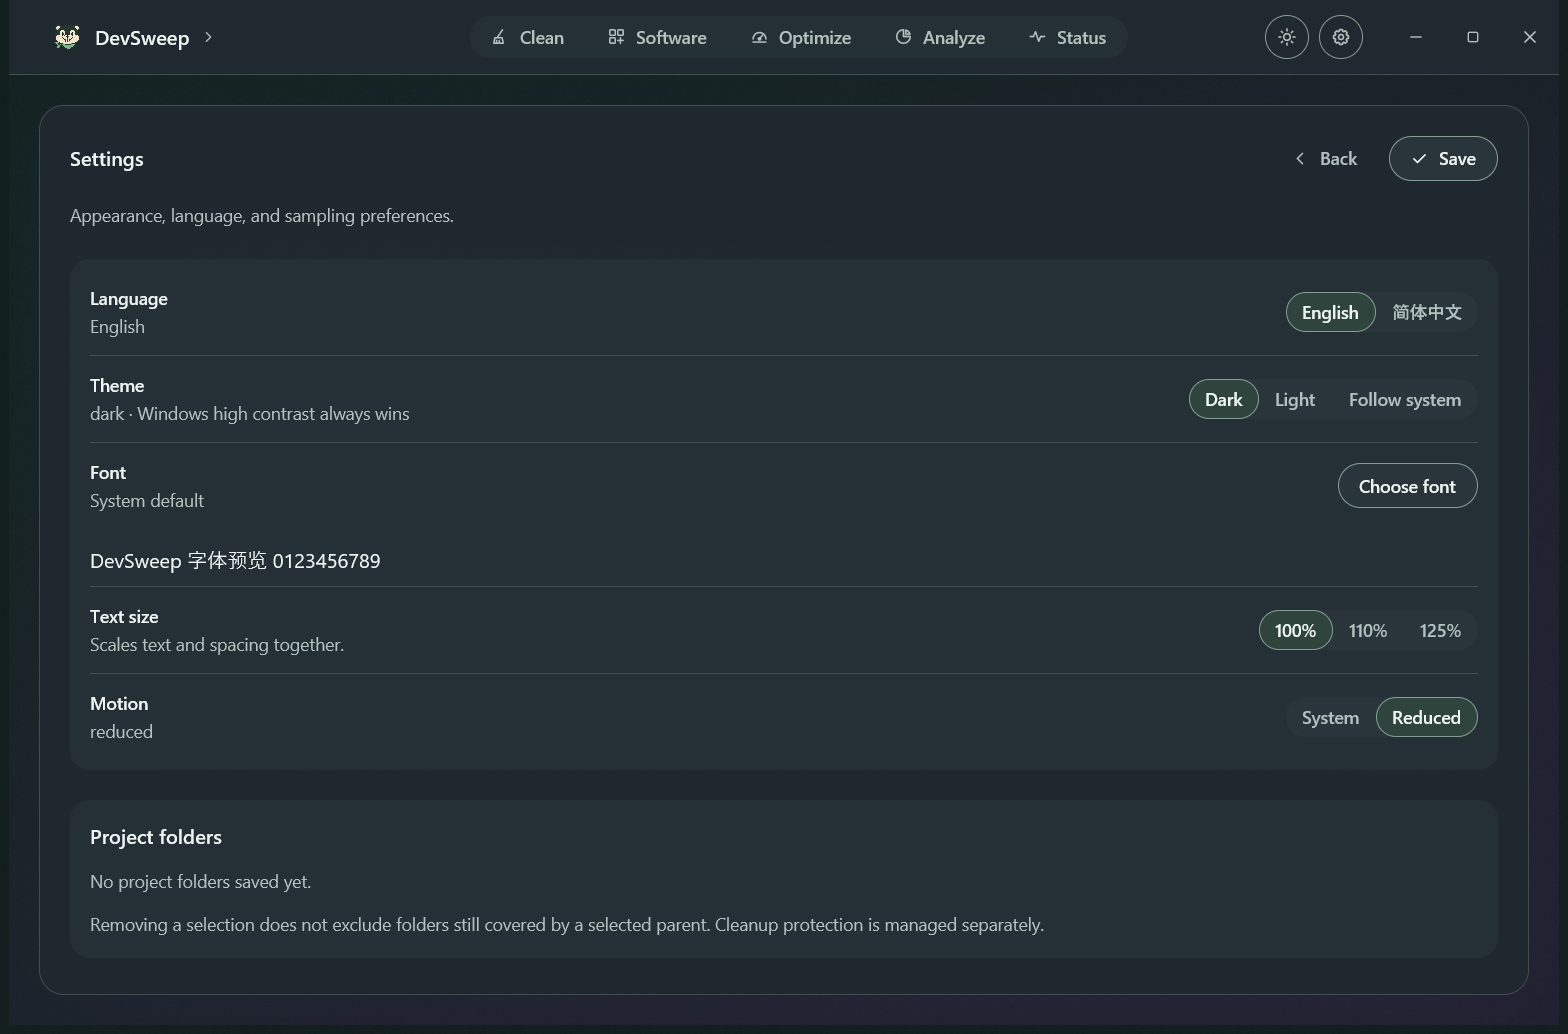 DevSweep
Clean
Software
Optimize
Analyze
Status
Settings
Back
Save
Appearance, language, and sampling preferences.
Language
English
English
简体中文
Theme
dark · Windows high contrast always wins
Dark
Light
Follow system
Font
System default
Choose font
DevSweep 字体预览 0123456789
Text size
Scales text and spacing together.
100%
110%
125%
Motion
reduced
System
Reduced
Project folders
No project folders saved yet.
Removing a selection does not exclude folders still covered by a selected parent. Cleanup protection is managed separately.